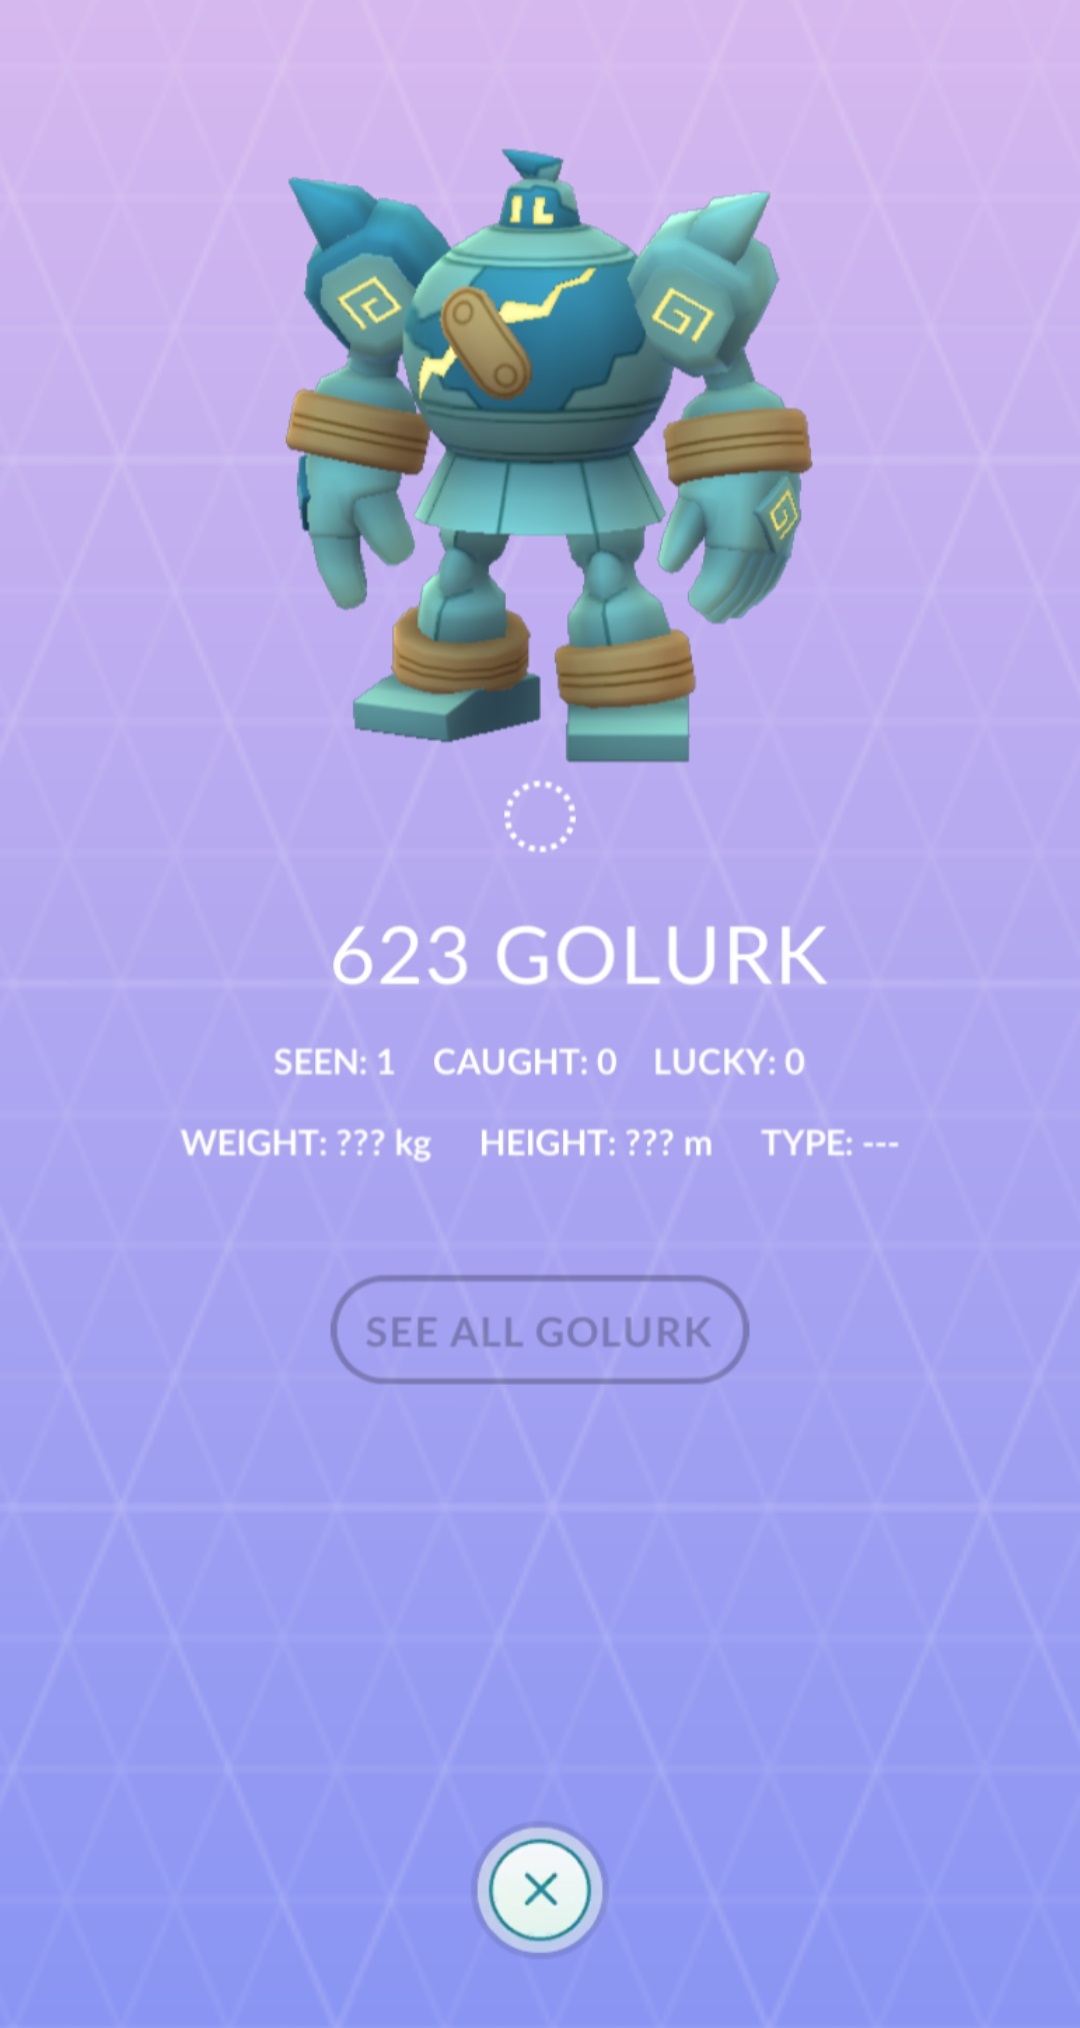 623 GOLURK
SEEN: 1 CAUGHT: 0 LUCKY: 0
WEIGHT: ??? kg HEIGHT: ??? m TYPE: ---
SEE ALL GOLURK